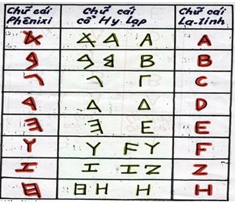 Chữ cái Phênixi
Chữ cái cổ Hy Lạp
Chữ cái La-tinh
𐤀 A A
𐤁 B B
𐤂 Γ C
𐤃 Δ Δ D
𐤄 E E
Y Y F Y F
I I I Z Z
𐤇 H H H